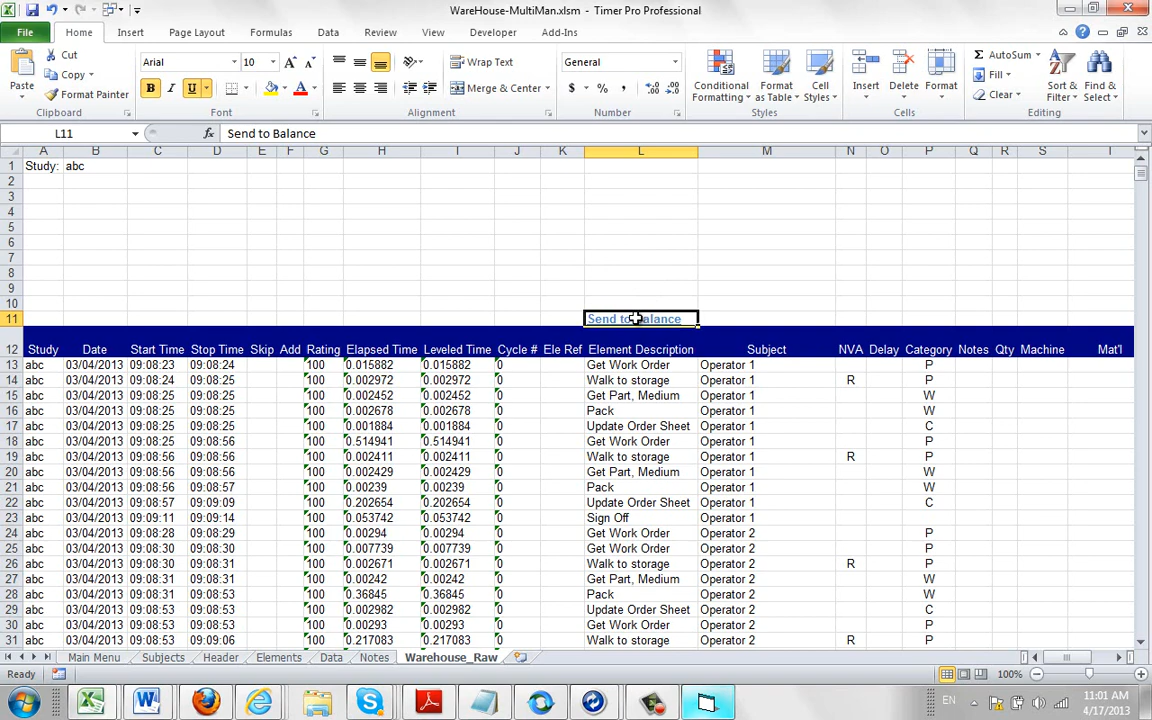 WareHouse-MultiMan.xlsm - Timer Pro Professional
File Home Insert Page Layout Formulas Data Review View Developer Add-Ins
Paste Cut Copy Format Painter Clipboard
Arial 10 A A B I U A Font
Wrap Text Merge & Center Alignment
General $ % , Number
Conditional Formatting Format as Table Cell Styles Styles
Insert Delete Format Cells
Σ AutoSum Fill Clear Sort & Filter Find & Select Editing
L11 fx Send to Balance
A B C D E F G H I J K L M N O P Q R S T
1 Study: abc
2
3
4
5
6
7
8
9
10
11 Send to Balance
12 Study Date Start Time Stop Time Skip Add Rating Elapsed Time Leveled Time Cycle # Ele Ref Element Description Subject NVA Delay Category Notes Qty Machine Mat'l
13 abc 03/04/2013 09:08:23 09:08:24 100 0.015882 0.015882 0 Get Work Order Operator 1 P
14 abc 03/04/2013 09:08:24 09:08:25 100 0.002972 0.002972 0 Walk to storage Operator 1 R P
15 abc 03/04/2013 09:08:25 09:08:25 100 0.002452 0.002452 0 Get Part, Medium Operator 1 W
16 abc 03/04/2013 09:08:25 09:08:25 100 0.002678 0.002678 0 Pack Operator 1 W
17 abc 03/04/2013 09:08:25 09:08:25 100 0.001884 0.001884 0 Update Order Sheet Operator 1 C
18 abc 03/04/2013 09:08:25 09:08:56 100 0.514941 0.514941 0 Get Work Order Operator 1 P
19 abc 03/04/2013 09:08:56 09:08:56 100 0.002411 0.002411 0 Walk to storage Operator 1 R P
20 abc 03/04/2013 09:08:56 09:08:56 100 0.002429 0.002429 0 Get Part, Medium Operator 1 W
21 abc 03/04/2013 09:08:56 09:08:57 100 0.00239 0.00239 0 Pack Operator 1 W
22 abc 03/04/2013 09:08:57 09:09:09 100 0.202654 0.202654 0 Update Order Sheet Operator 1 C
23 abc 03/04/2013 09:09:11 09:09:14 100 0.053742 0.053742 0 Sign Off Operator 1
24 abc 03/04/2013 09:08:28 09:08:29 100 0.00294 0.00294 0 Get Work Order Operator 2 P
25 abc 03/04/2013 09:08:30 09:08:30 100 0.007739 0.007739 0 Get Work Order Operator 2 P
26 abc 03/04/2013 09:08:30 09:08:31 100 0.002671 0.002671 0 Walk to storage Operator 2 R P
27 abc 03/04/2013 09:08:31 09:08:31 100 0.00242 0.00242 0 Get Part, Medium Operator 2 W
28 abc 03/04/2013 09:08:31 09:08:53 100 0.36845 0.36845 0 Pack Operator 2 W
29 abc 03/04/2013 09:08:53 09:08:53 100 0.002982 0.002982 0 Update Order Sheet Operator 2 C
30 abc 03/04/2013 09:08:53 09:08:53 100 0.00293 0.00293 0 Get Work Order Operator 2 P
31 abc 03/04/2013 09:08:53 09:09:06 100 0.217083 0.217083 0 Walk to storage Operator 2 R P
Main Menu Subjects Header Elements Data Notes Warehouse_Raw
Ready 100%
EN 11:01 AM
4/17/2013